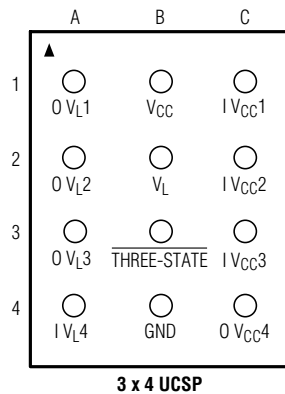 A B C
1
O VL1 VCC I VCC1
2
O VL2 VL I VCC2
3
O VL3 THREE-STATE I VCC3
4
I VL4 GND O VCC4
3 x 4 UCSP